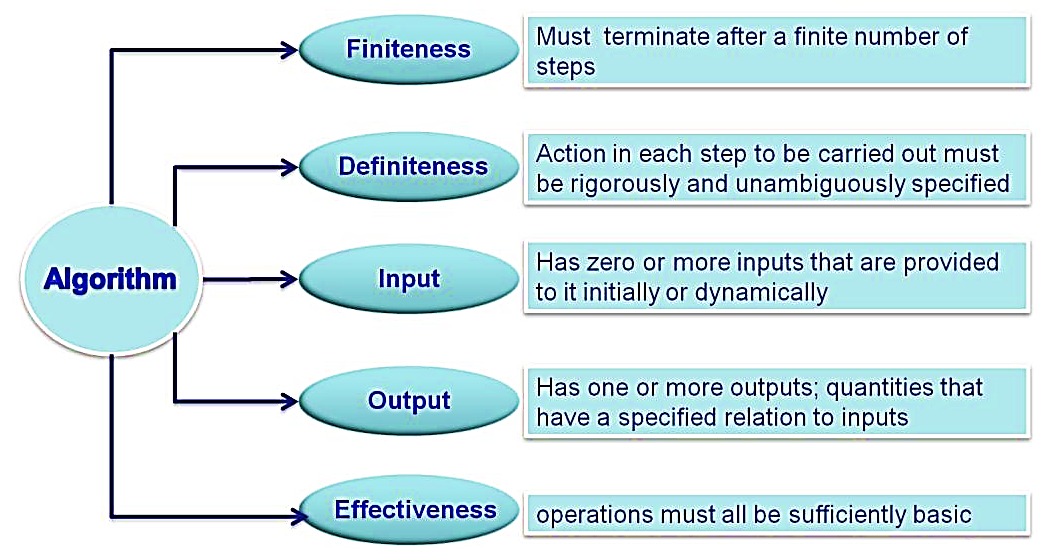 Finiteness
Must terminate after a finite number of
steps
Definiteness
Action in each step to be carried out must
be rigorously and unambiguously specified
Algorithm
Input
Has zero or more inputs that are provided
to it initially or dynamically
Output
Has one or more outputs; quantities that
have a specified relation to inputs
Effectiveness
operations must all be sufficiently basic